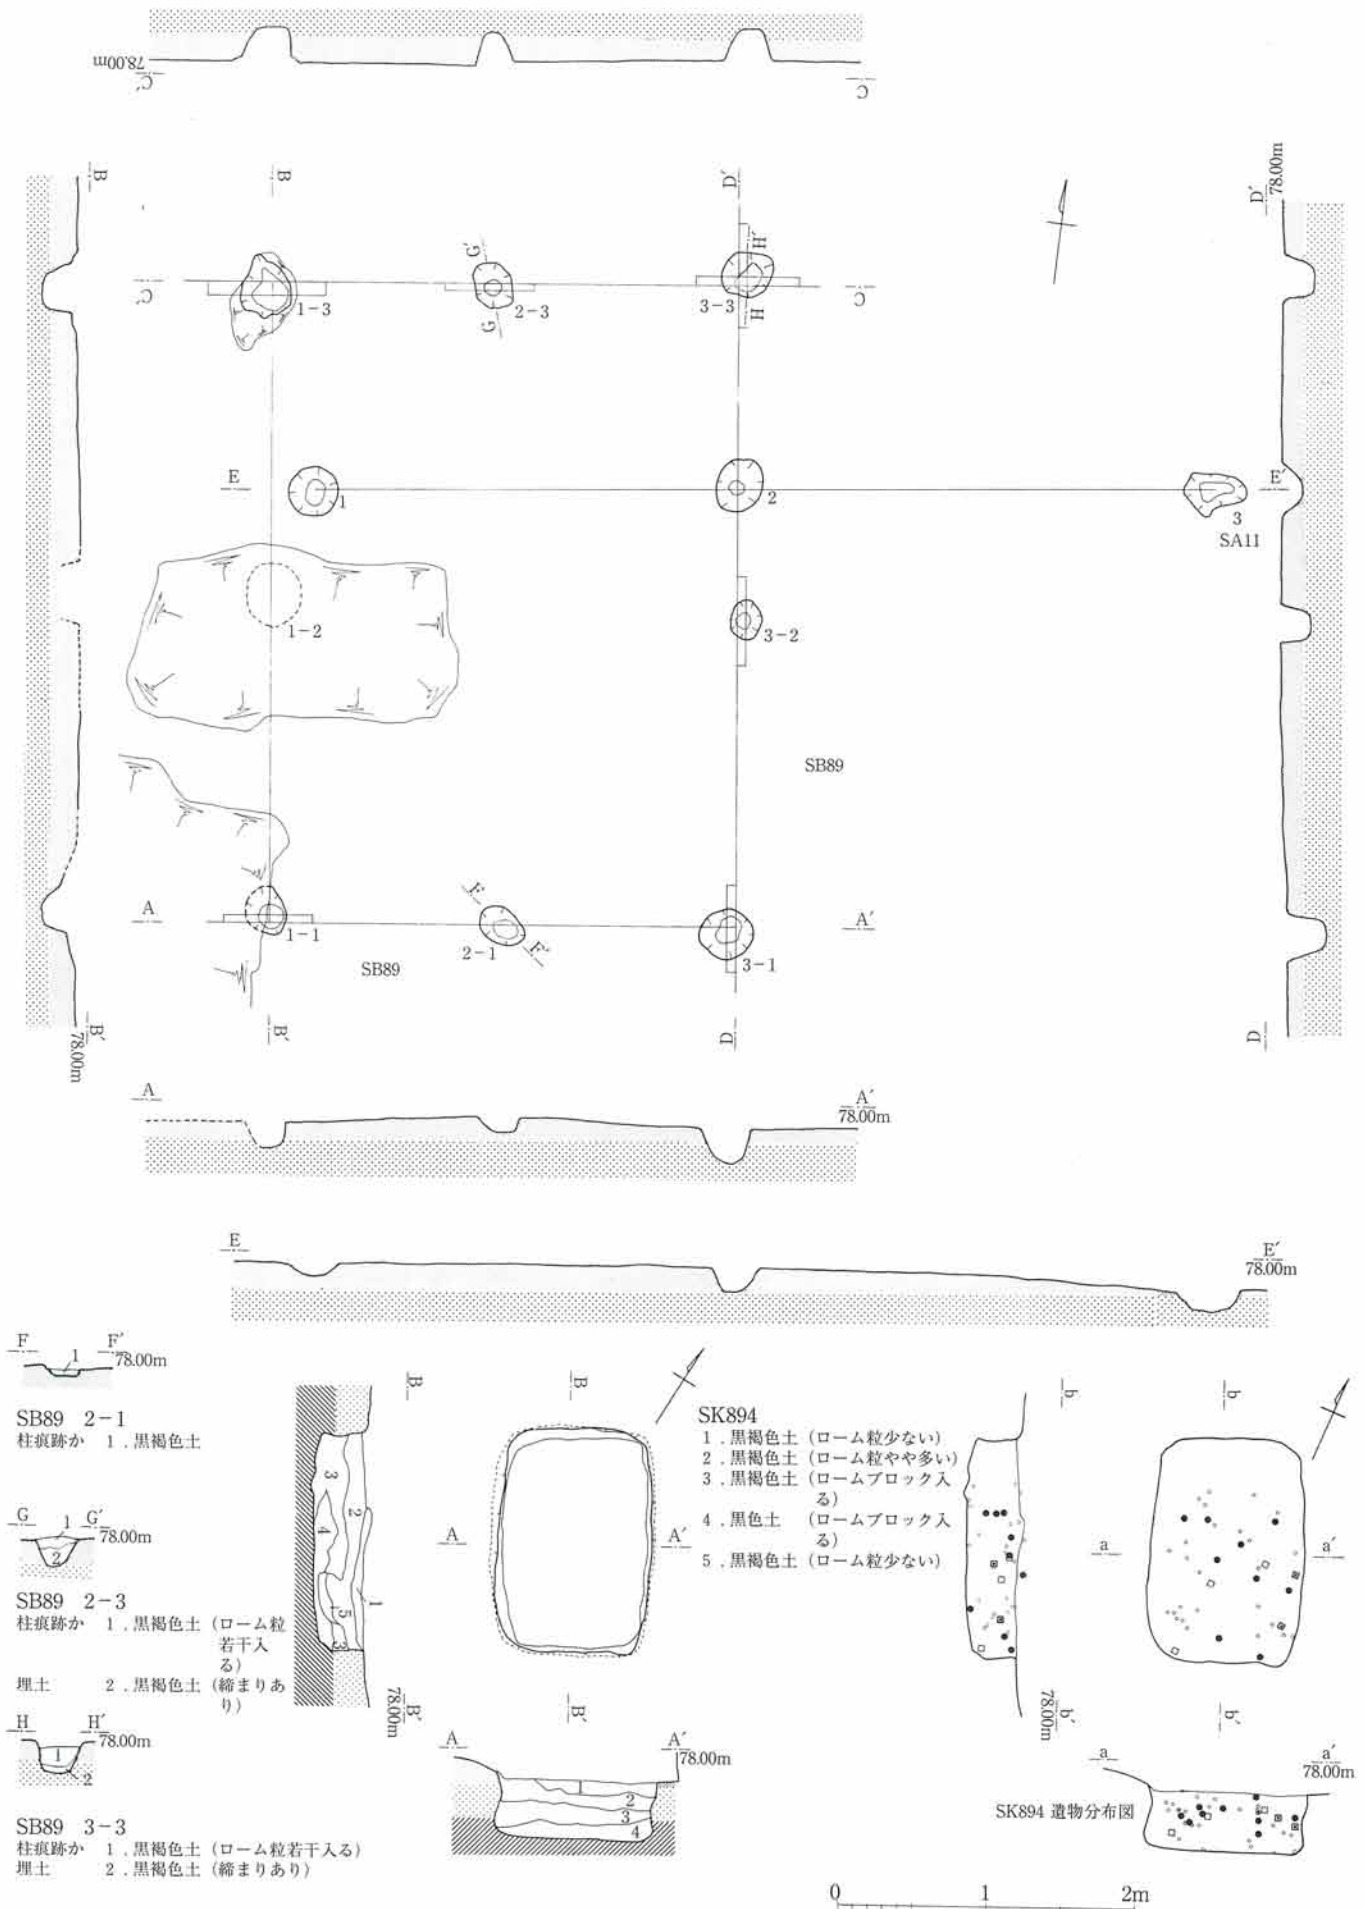 78.00m
C′
C
B
B
D′
D′
78.00m
G′
H′
C′
C
1-3
G
2-3
3-3
H
E
E′
1
2
3
SA11
1-2
3-2
SB89
F
A
A′
1-1
2-1
F′
3-1
SB89
B′
78.00m
B′
D
D
A
A′
78.00m
E
E′
78.00m
F
1
F′
78.00m
SB89 2-1
柱痕跡か 1.黒褐色土
G
1
G′
78.00m
2
SB89 2-3
柱痕跡か 1.黒褐色土(ローム粒
若干入
る)
埋土 2.黒褐色土(締まりあ
り)
H
H′
78.00m
1
2
SB89 3-3
柱痕跡か 1.黒褐色土(ローム粒若干入る)
埋土 2.黒褐色土(締まりあり)
B
B
3
2
4
5
1
3
A
A′
B′
78.00m
B′
A
A′
78.00m
1
2
3
4
SK894
1.黒褐色土(ローム粒少ない)
2.黒褐色土(ローム粒やや多い)
3.黒褐色土(ロームブロック入
る)
4.黒色土(ロームブロック入
る)
5.黒褐色土(ローム粒少ない)
b
b
a
a′
b′
78.00m
b′
a
a′
78.00m
SK894 遺物分布図
0
1
2m